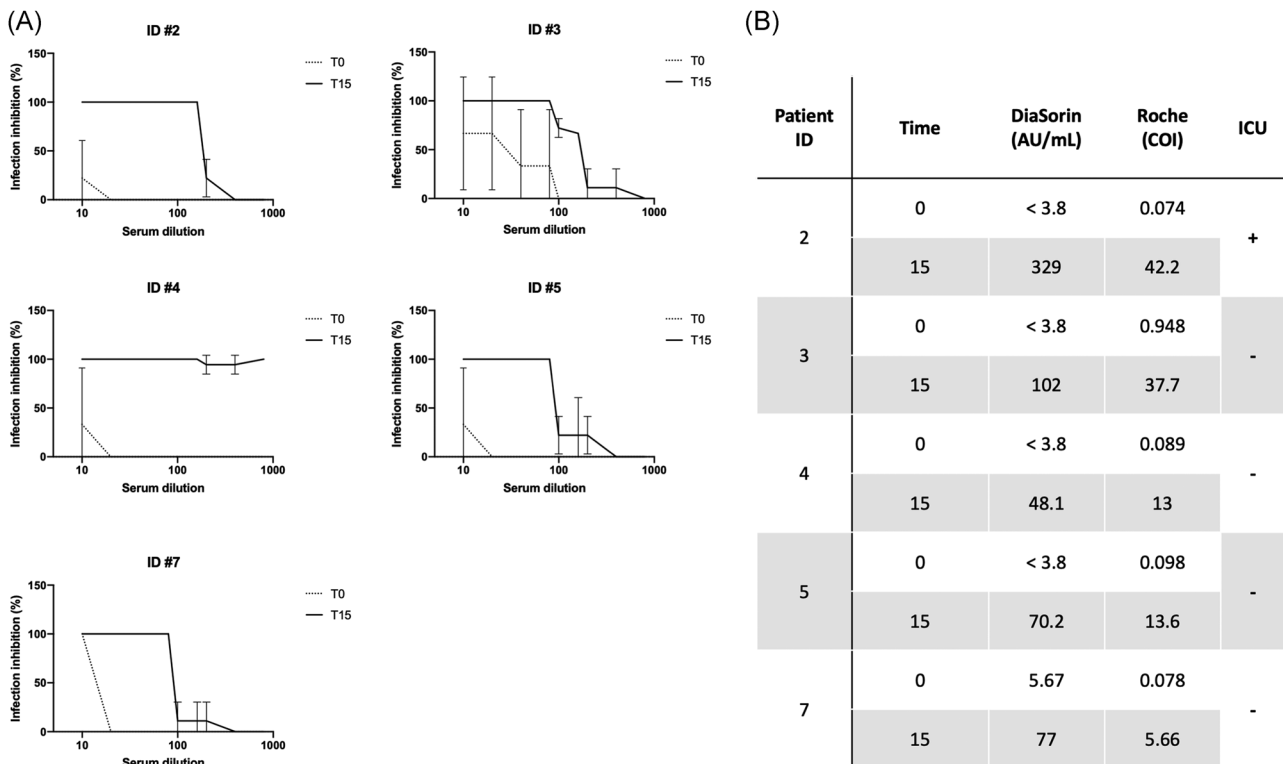 (A)
ID #2
150
100
50
0
10
100
1000
Infection inhibition (%)
Serum dilution
T0
T15
ID #3
150
100
50
0
10
100
1000
Infection inhibition (%)
Serum dilution
T0
T15
ID #4
150
100
50
0
10
100
1000
Infection inhibition (%)
Serum dilution
T0
T15
ID #5
150
100
50
0
10
100
1000
Infection inhibition (%)
Serum dilution
T0
T15
ID #7
150
100
50
0
10
100
1000
Infection inhibition (%)
Serum dilution
T0
T15
(B)
Patient ID Time DiaSorin (AU/mL) Roche (COI) ICU
2 0 < 3.8 0.074 +
15 329 42.2
3 0 < 3.8 0.948 -
15 102 37.7
4 0 < 3.8 0.089 -
15 48.1 13
5 0 < 3.8 0.098 -
15 70.2 13.6
7 0 5.67 0.078 -
15 77 5.66